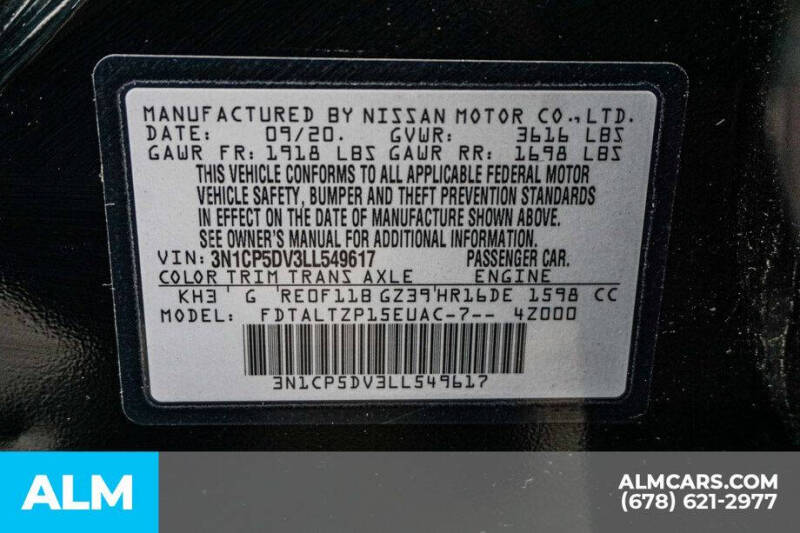 MANUFACTURED BY NISSAN MOTOR CO., LTD.
DATE: 09/20. GVWR: 3616 LBS
GAWR FR: 1918 LBS GAWR RR: 1698 LBS
THIS VEHICLE CONFORMS TO ALL APPLICABLE FEDERAL MOTOR
VEHICLE SAFETY, BUMPER AND THEFT PREVENTION STANDARDS
IN EFFECT ON THE DATE OF MANUFACTURE SHOWN ABOVE.
SEE OWNER'S MANUAL FOR ADDITIONAL INFORMATION.
VIN: 3N1CP5DV3LL549617 PASSENGER CAR.
COLOR TRIM TRANS AXLE ENGINE
KH3 ' G ' RE0F11B GZ39 ' HR16DE 1598 CC
FDTALTZP15EUAC-7-- 4Z000
3N1CP5DV3LL549617
ALM
ALMCARS.COM
(678) 621-2977